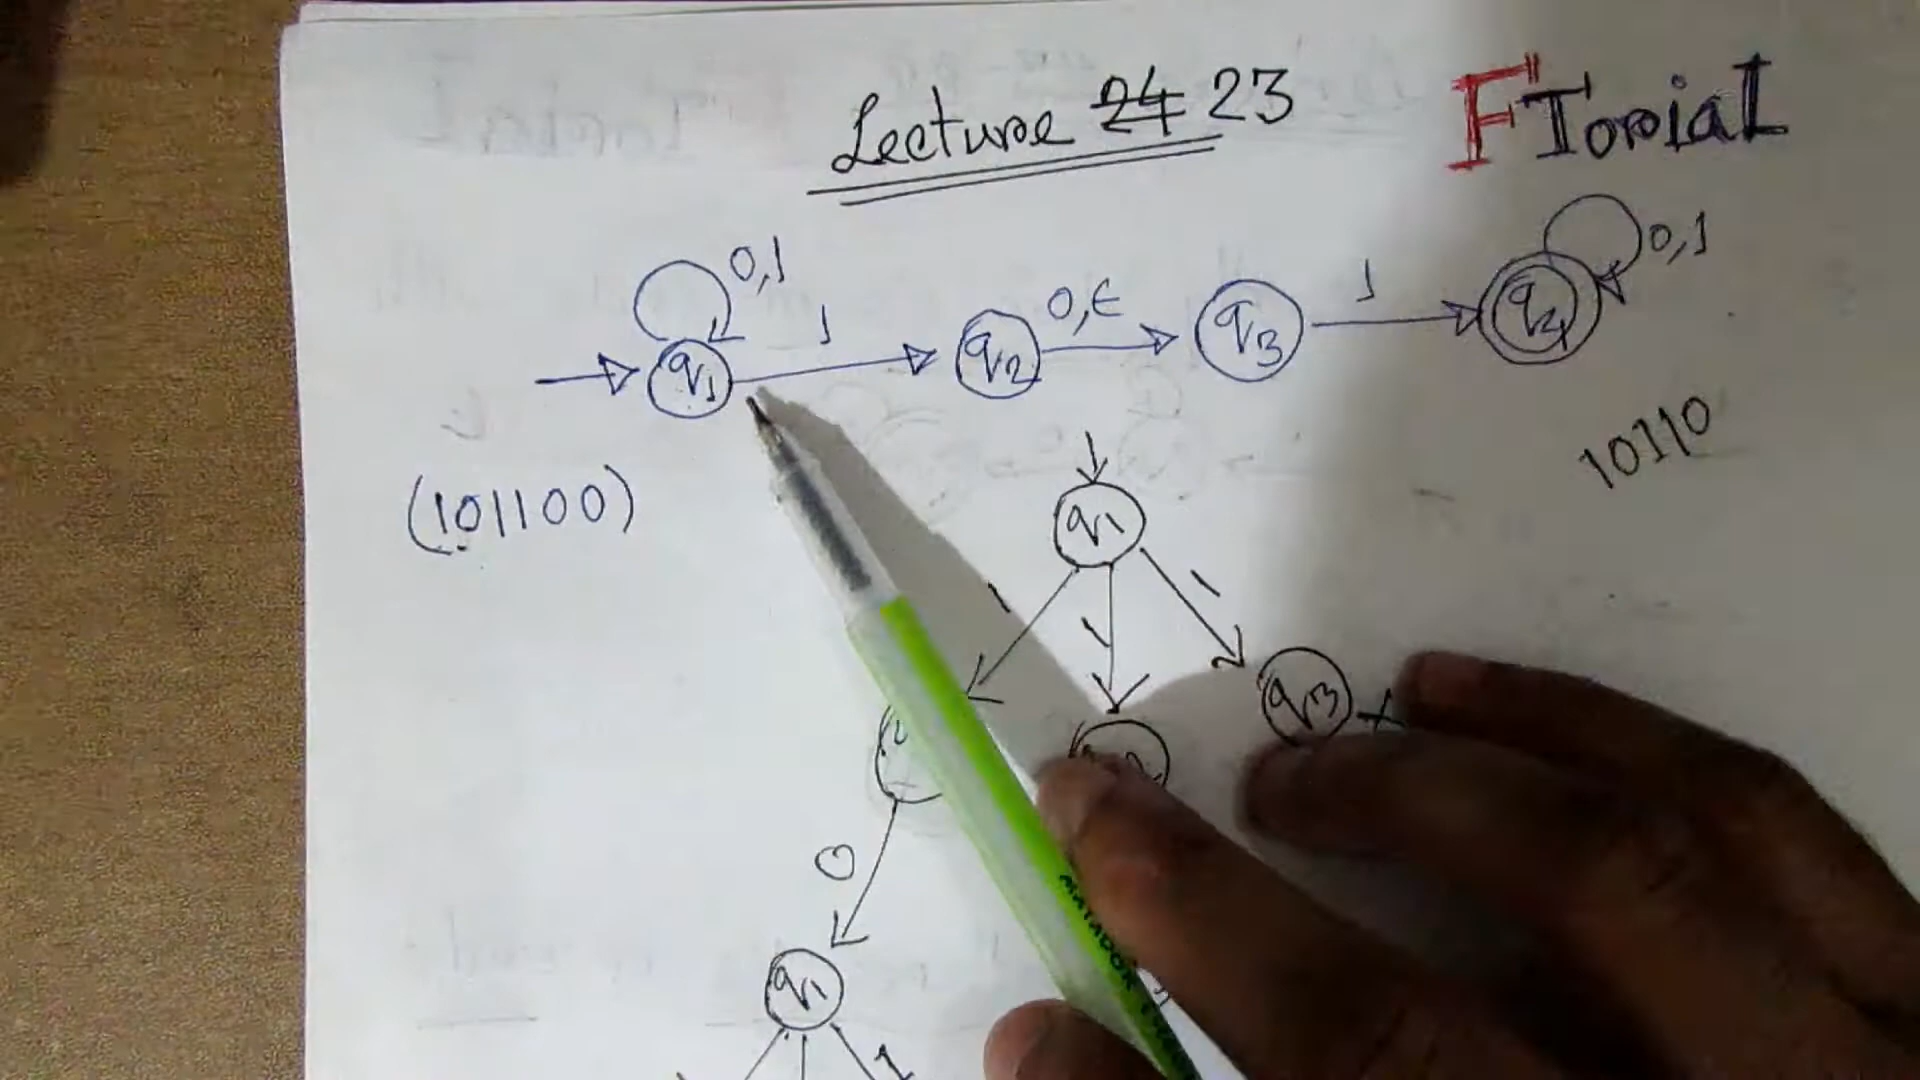 Lecture 24 23
FTorial
0,1
1
0,ε
1
0,1
q1
q2
q3
q4
(101100)
10110
q1
1
1
1
q3
0
q1
1
MATADOR